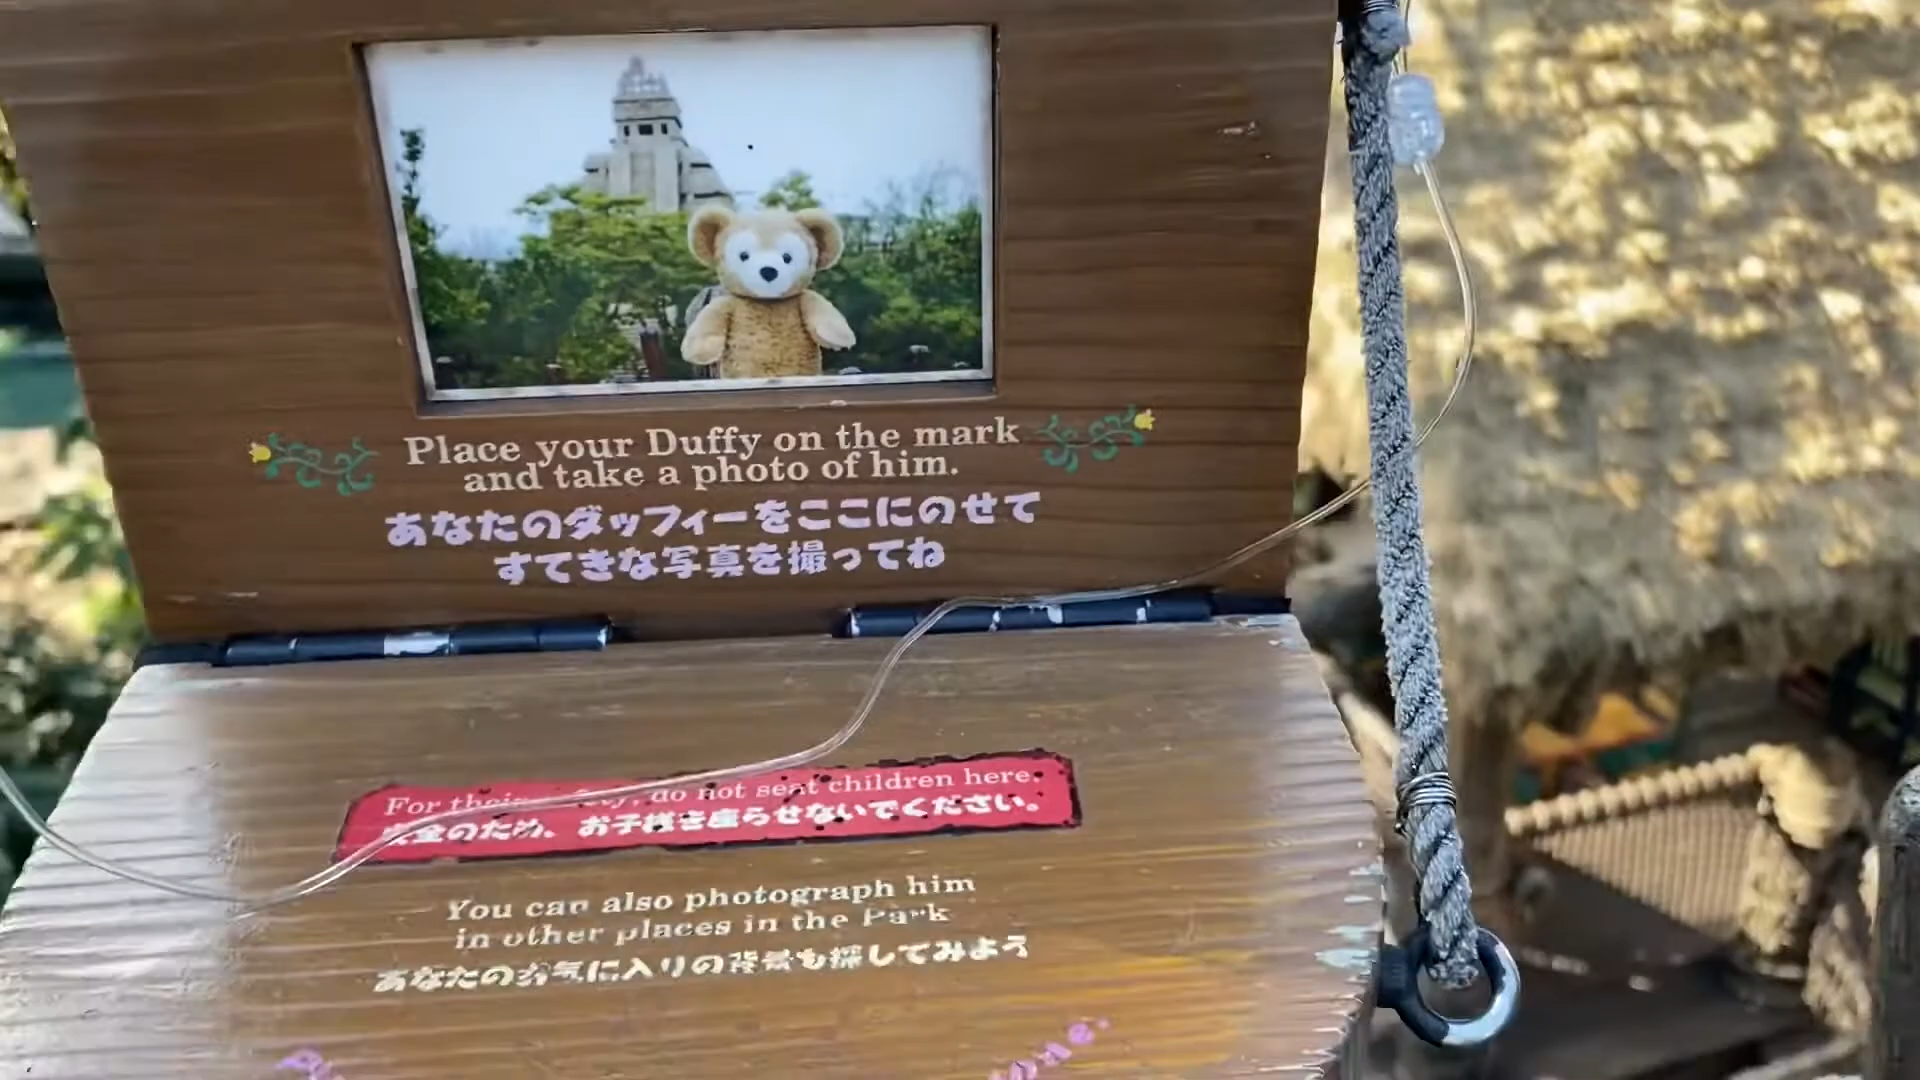 Place your Duffy on the mark
and take a photo of him.
あなたのダッフィーをここにのせて
すてきな写真を撮ってね
For their safety, do not seat children here.
安全のため、お子様を座らせないでください。
You can also photograph him
in other places in the Park
あなたのお気に入りの背景も探してみよう